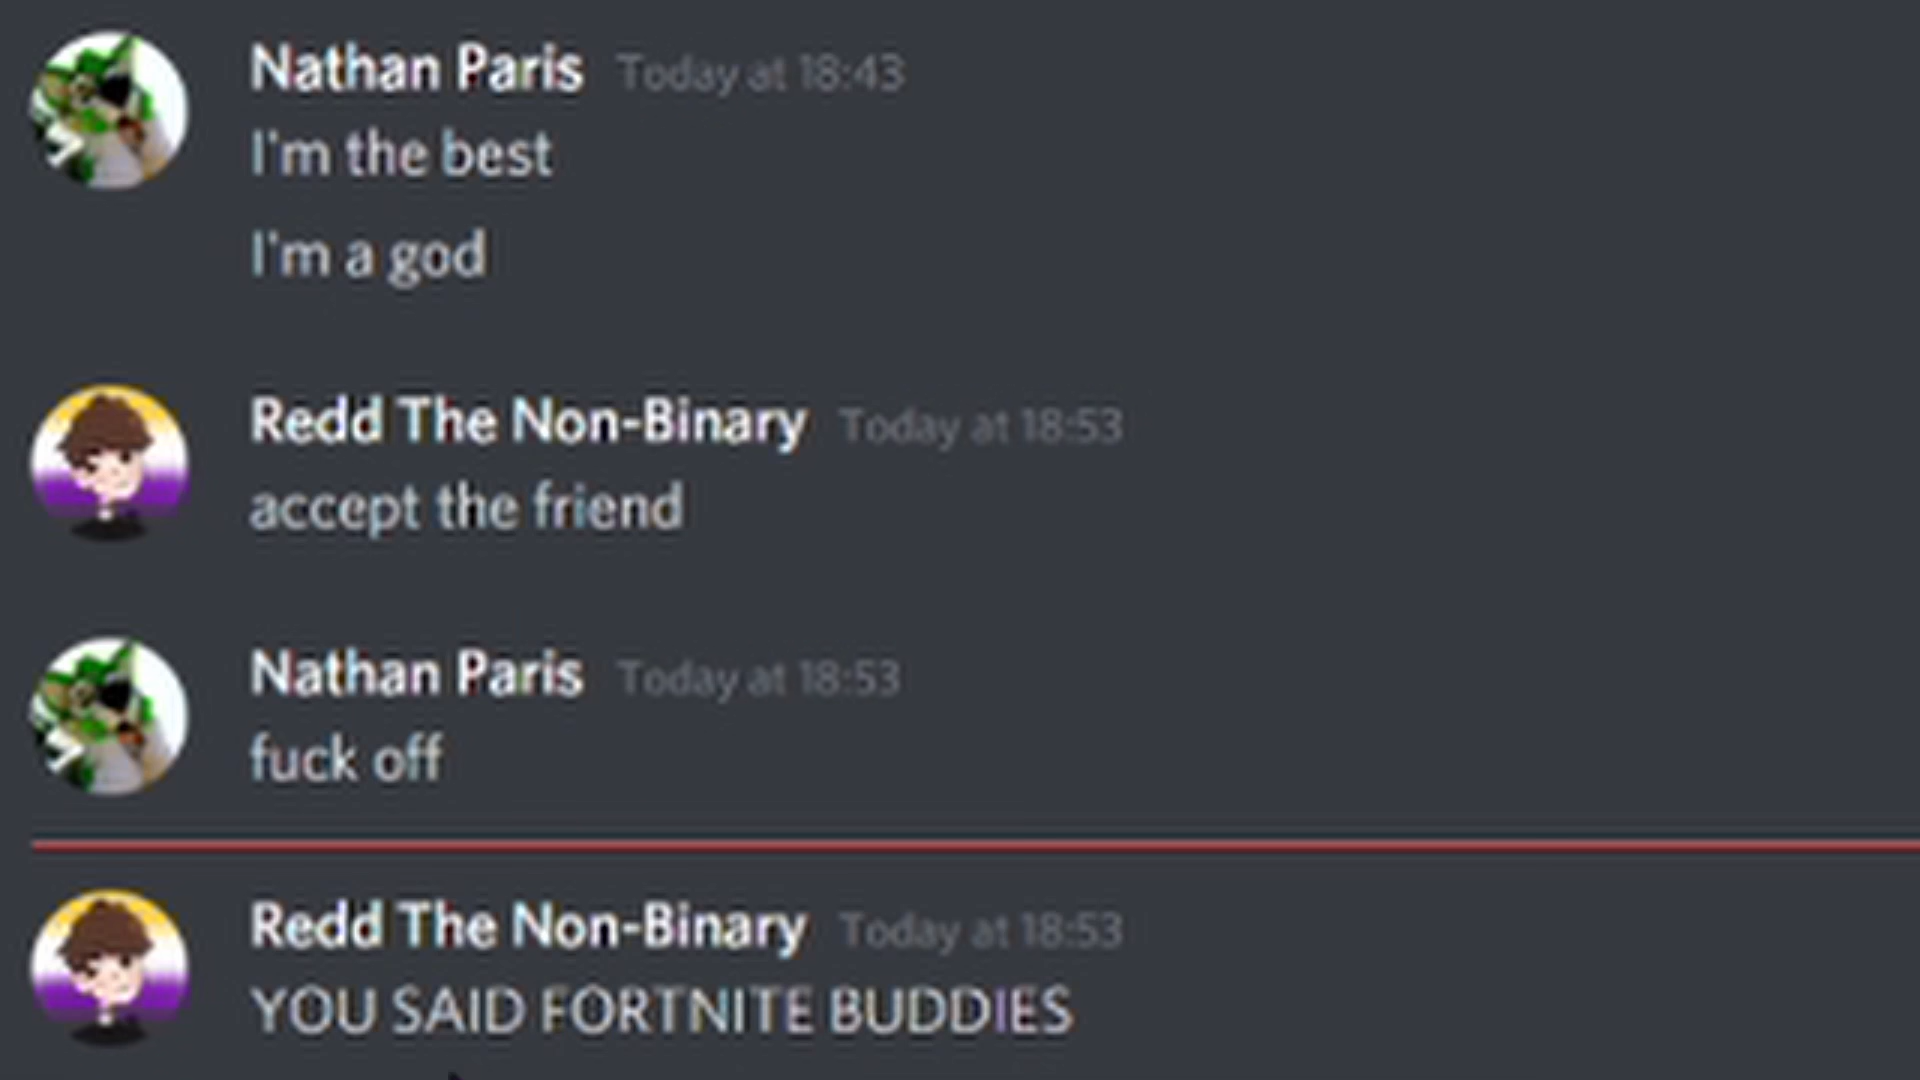 Nathan Paris Today at 18:43
I'm the best
I'm a god
Redd The Non-Binary Today at 18:53
accept the friend
Nathan Paris Today at 18:53
fuck off
Redd The Non-Binary Today at 18:53
YOU SAID FORTNITE BUDDIES